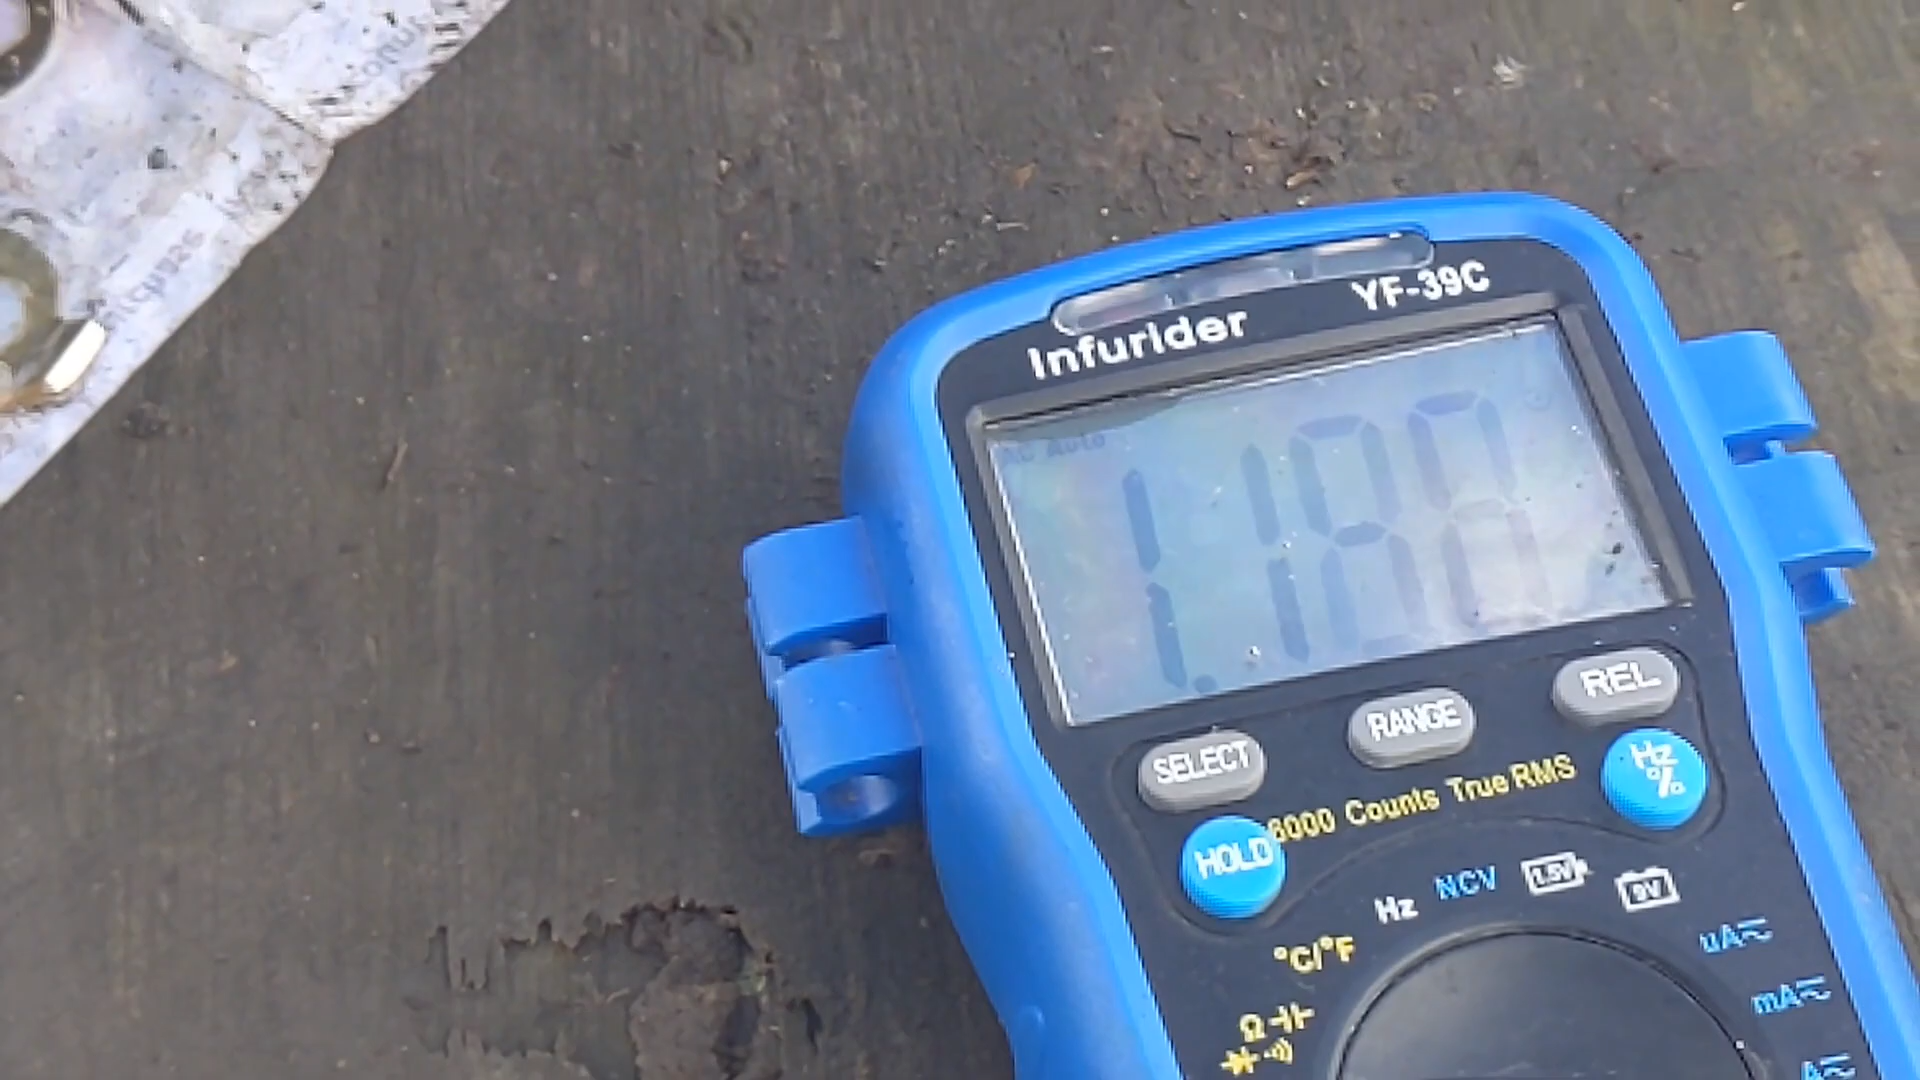 Infurider YF-39C
AC Auto
1.188
SELECT RANGE REL
6000 Counts True RMS
Hz
%
HOLD
Hz NCV 1.5V 9V
°C/°F uA
Ω mA
A